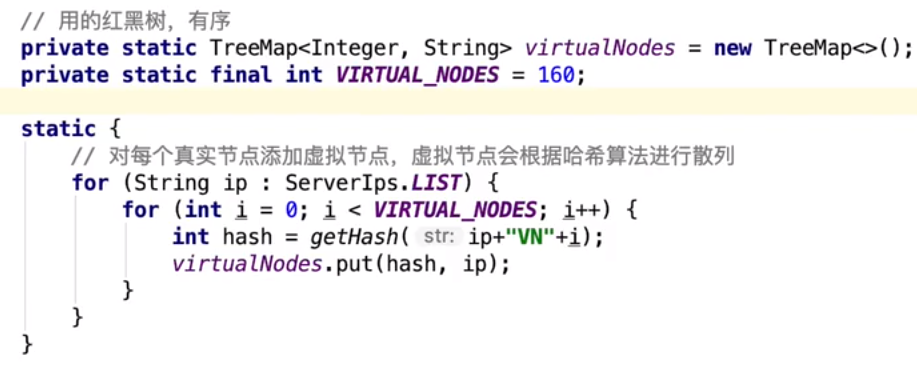 // 用的红黑树，有序
private static TreeMap<Integer, String> virtualNodes = new TreeMap<>();
private static final int VIRTUAL_NODES = 160;
static {
// 对每个真实节点添加虚拟节点，虚拟节点会根据哈希算法进行散列
for (String ip : ServerIps.LIST) {
for (int i = 0; i < VIRTUAL_NODES; i++) {
int hash = getHash( str: ip+"VN"+i);
virtualNodes.put(hash, ip);
}
}
}